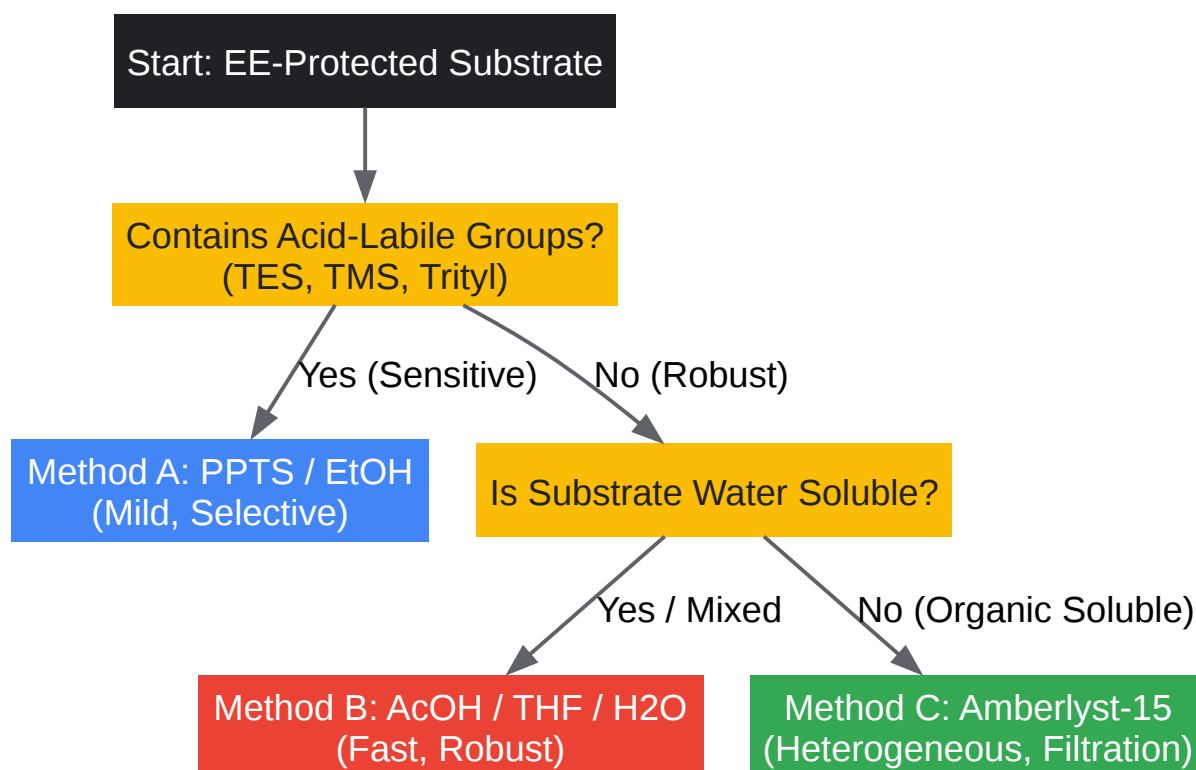 Start: EE-Protected Substrate
Contains Acid-Labile Groups?
(TES, TMS, Trityl)
Yes (Sensitive)
No (Robust)
Method A: PPTS / EtOH
(Mild, Selective)
Is Substrate Water Soluble?
Yes / Mixed
No (Organic Soluble)
Method B: AcOH / THF / H2O
(Fast, Robust)
Method C: Amberlyst-15
(Heterogeneous, Filtration)